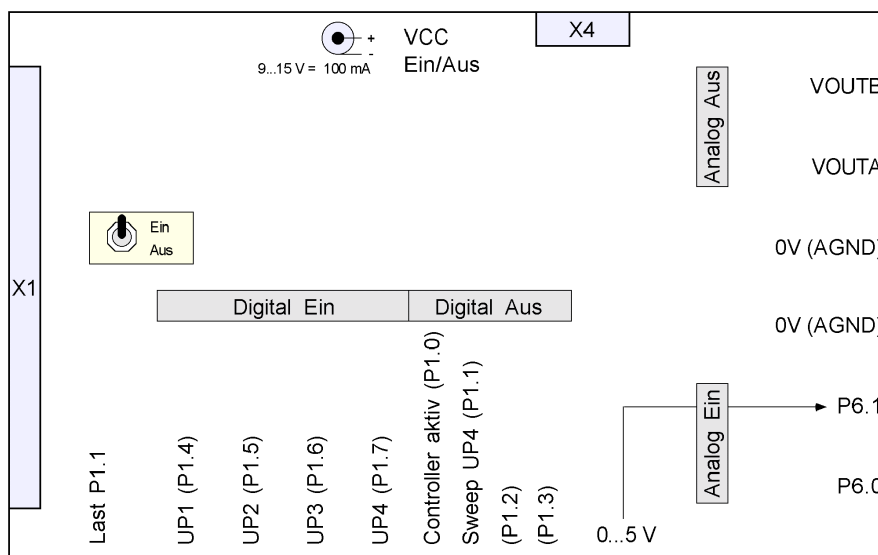 X4
+
-
VCC
Ein/Aus
9...15 V = 100 mA
Analog Aus
VOUTB
VOUTA
0V (AGND)
0V (AGND)
Ein
Aus
X1
Digital Ein
Digital Aus
Last P1.1
UP1 (P1.4)
UP2 (P1.5)
UP3 (P1.6)
UP4 (P1.7)
Controller aktiv (P1.0)
Sweep UP4 (P1.1)
(P1.2)
(P1.3)
Analog Ein
0...5 V
P6.1
P6.0